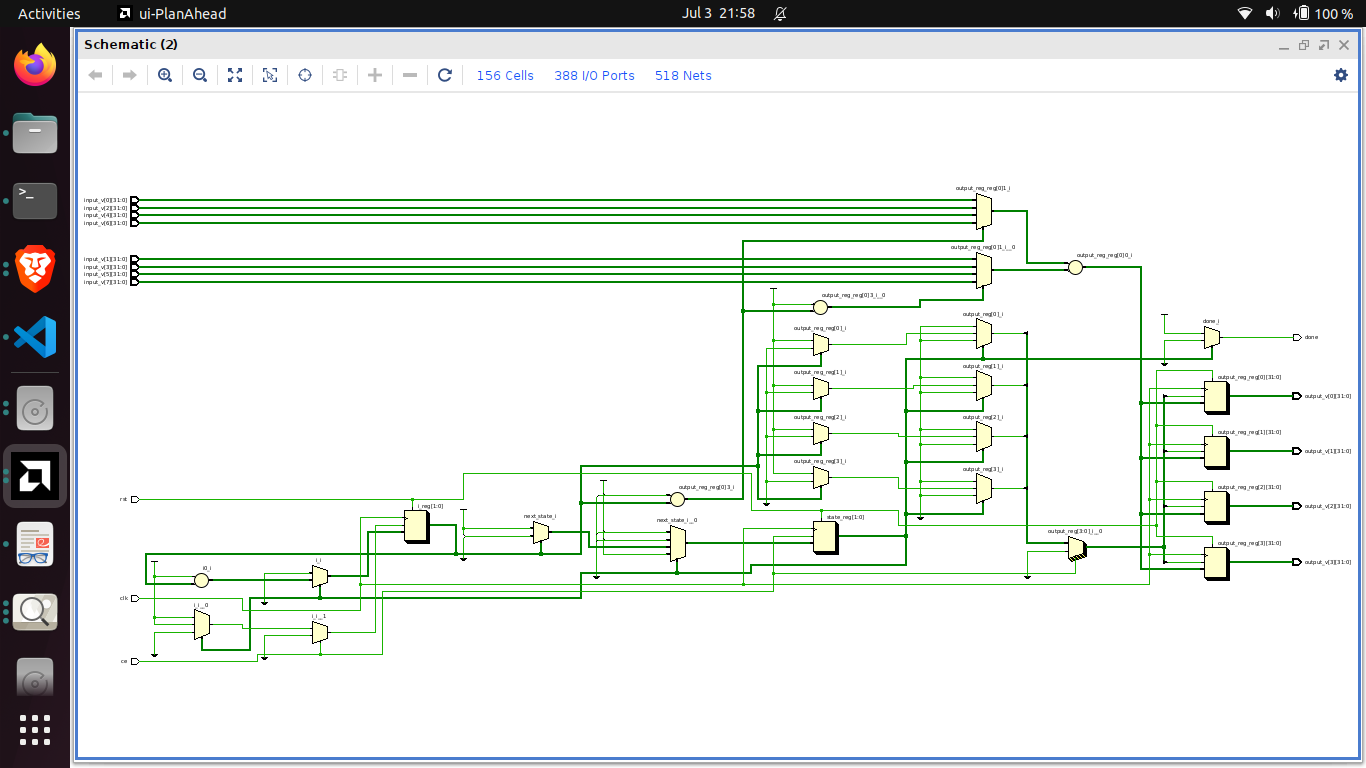 Activities
ui-PlanAhead
Jul 3 21:58
100 %
Schematic (2)
156 Cells
388 I/O Ports
518 Nets
output_reg_reg[0]1_i
input_v[0][31:0]
input_v[2][31:0]
input_v[4][31:0]
input_v[6][31:0]
output_reg_reg[0]1_i__0
output_reg_reg[0]0_i
input_v[1][31:0]
input_v[3][31:0]
input_v[5][31:0]
input_v[7][31:0]
output_reg_reg[0]3_i__0
output_reg[0]_i
done_i
output_reg_reg[0]_i
done
output_reg[1]_i
output_reg_reg[1]_i
output_reg_reg[0][31:0]
output_v[0][31:0]
output_reg_reg[2]_i
output_reg[2]_i
output_reg_reg[1][31:0]
output_v[1][31:0]
output_reg_reg[3]_i
output_reg[3]_i
output_reg_reg[2][31:0]
output_v[2][31:0]
output_reg_reg[0]3_i
rst
i_reg[1:0]
next_state_i
next_state_i__0
state_reg[1:0]
output_reg[3:0]_i__0
output_reg_reg[3][31:0]
output_v[3][31:0]
i0_i
i_i
clk
i_i__0
i_i__1
ce